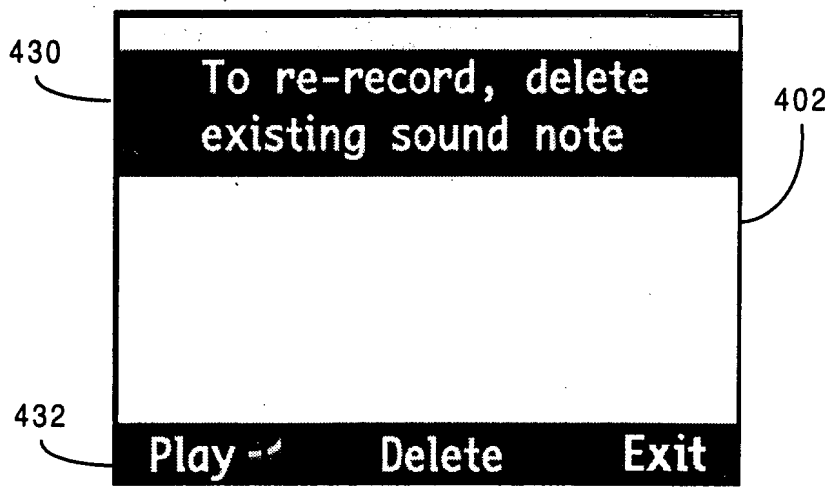 430
To re-record, delete
existing sound note
402
432
Play Delete Exit